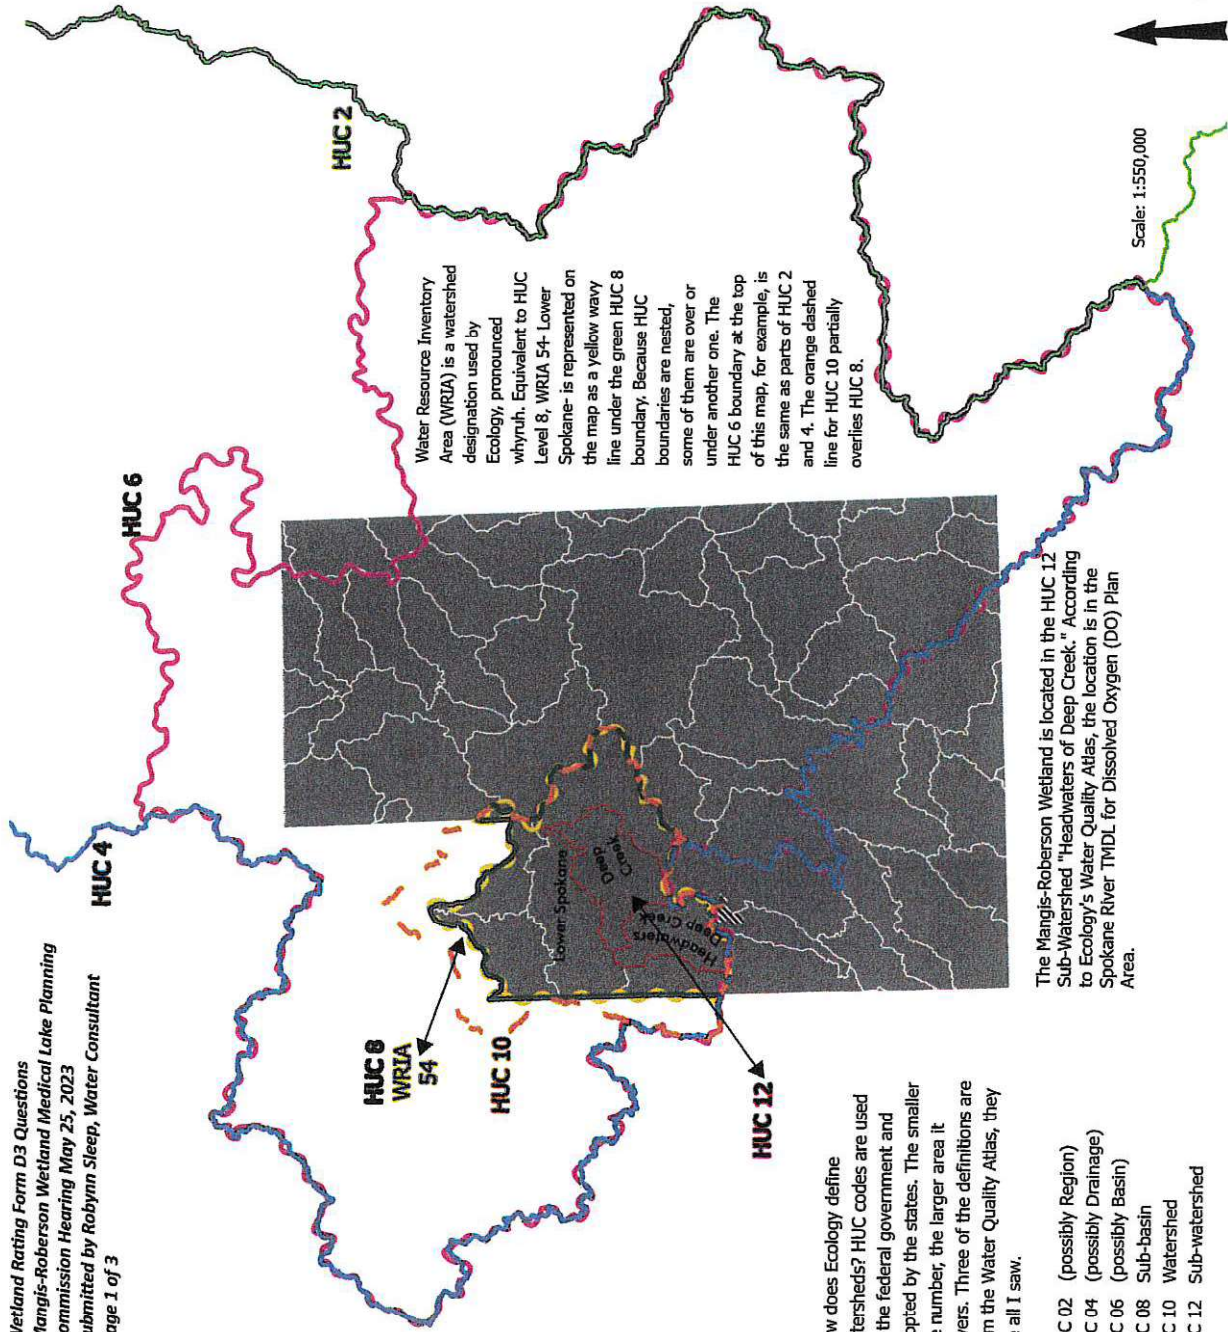 Wetland Rating Form D3 Questions
Mangis-Roberson Wetland Medical Lake Planning
ommission Hearing May 25, 2023
ubmitted by Robynn Sleep, Water Consultant
age 1 of 3
HUC 4
HUC 6
HUC 2
HUC 8
WRIA
54
HUC 10
HUC 12
Lower Spokane
Deep
Creek
Headwaters
Deep Creek
Water Resource Inventory
Area (WRIA) is a watershed
designation used by
Ecology, pronounced
whyruh. Equivalent to HUC
Level 8, WRIA 54- Lower
Spokane- is represented on
the map as a yellow wavy
line under the green HUC 8
boundary. Because HUC
boundaries are nested,
some of them are over or
under another one. The
HUC 6 boundary at the top
of this map, for example, is
the same as parts of HUC 2
and 4. The orange dashed
line for HUC 10 partially
overlies HUC 8.
w does Ecology define
tersheds? HUC codes are used
the federal government and
opted by the states. The smaller
e number, the larger area it
vers. Three of the definitions are
m the Water Quality Atlas, they
all I saw.
C 02 (possibly Region)
C 04 (possibly Drainage)
C 06 (possibly Basin)
C 08 Sub-basin
C 10 Watershed
C 12 Sub-watershed
The Mangis-Roberson Wetland is located in the HUC 12
Sub-Watershed "Headwaters of Deep Creek." According
to Ecology's Water Quality Atlas, the location is in the
Spokane River TMDL for Dissolved Oxygen (DO) Plan
Area.
Scale: 1:550,000